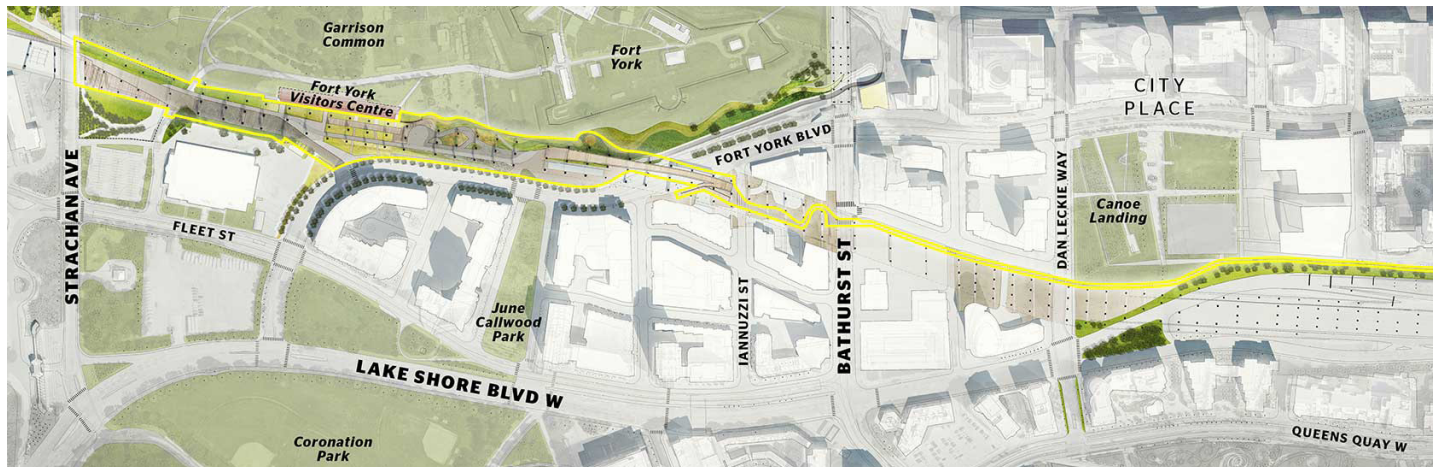 Garrison
Common
Fort
York
Fort York
Visitors Centre
CITY
PLACE
FORT YORK BLVD
STRACHAN AVE
FLEET ST
DAN LECKIE WAY
Canoe
Landing
BATHURST ST
IANNUZZI ST
June
Callwood
Park
LAKE SHORE BLVD W
Coronation
Park
QUEENS QUAY W